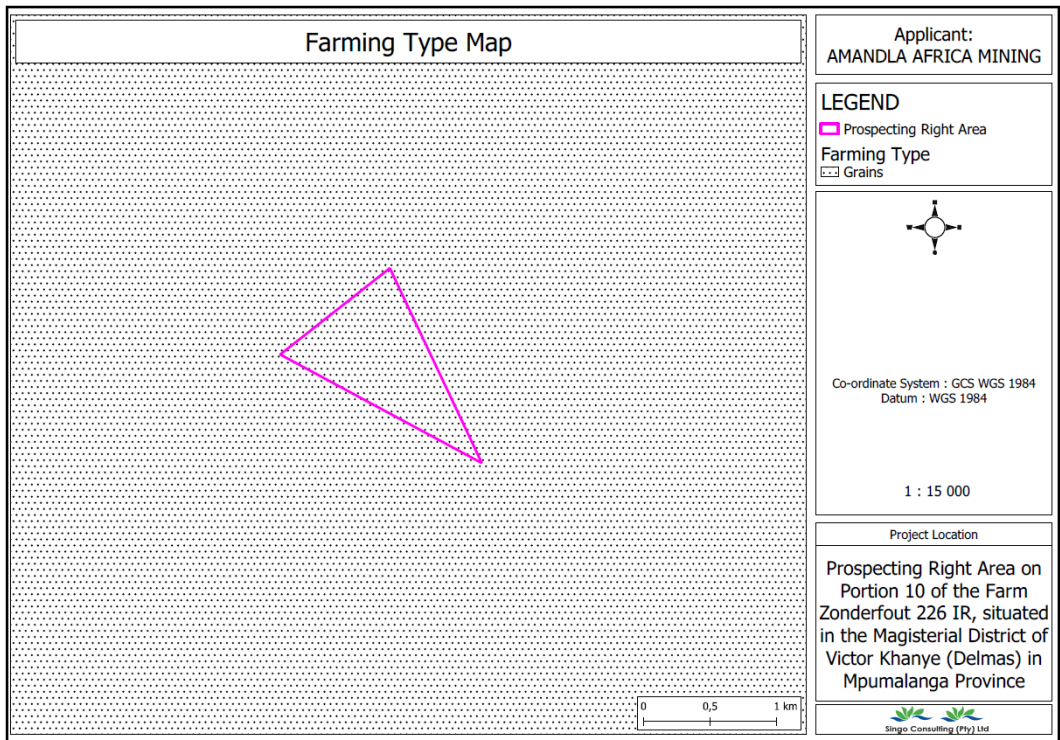 Farming Type Map
Applicant:
AMANDLA AFRICA MINING
LEGEND
Prospecting Right Area
Farming Type
Grains
Co-ordinate System : GCS WGS 1984
Datum : WGS 1984
1 : 15 000
Project Location
Prospecting Right Area on
Portion 10 of the Farm
Zonderfout 226 IR, situated
in the Magisterial District of
Victor Khanye (Delmas) in
Mpumalanga Province
0 0,5 1 km
Singo Consulting (Pty) Ltd